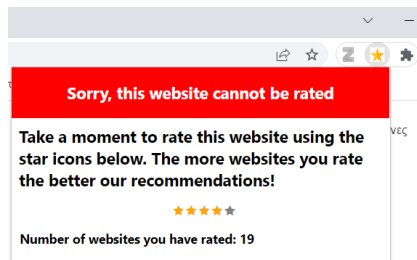 Sorry, this website cannot be rated
Take a moment to rate this website using the
star icons below. The more websites you rate
the better our recommendations!
Number of websites you have rated: 19
νες